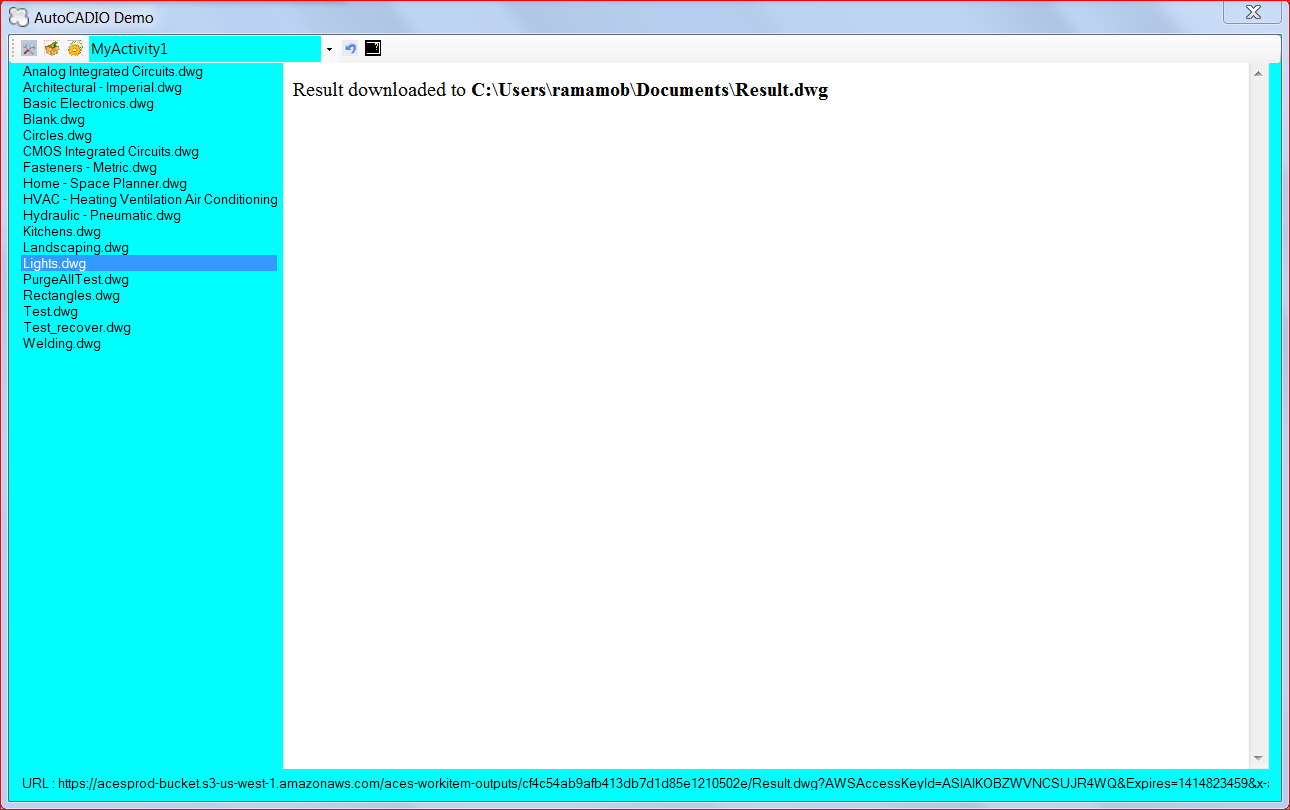 AutoCADIO Demo
MyActivity1
Analog Integrated Circuits.dwg
Architectural - Imperial.dwg
Basic Electronics.dwg
Blank.dwg
Circles.dwg
CMOS Integrated Circuits.dwg
Fasteners - Metric.dwg
Home - Space Planner.dwg
HVAC - Heating Ventilation Air Conditioning
Hydraulic - Pneumatic.dwg
Kitchens.dwg
Landscaping.dwg
Lights.dwg
PurgeAllTest.dwg
Rectangles.dwg
Test.dwg
Test_recover.dwg
Welding.dwg
Result downloaded to C:\Users\ramamob\Documents\Result.dwg
URL : https://acesprod-bucket.s3-us-west-1.amazonaws.com/aces-workitem-outputs/cf4c54ab9afb413db7d1d85e1210502e/Result.dwg?AWSAccessKeyId=ASIAIKOBZWVNCSUJR4WQ&Expires=1414823459&x-a